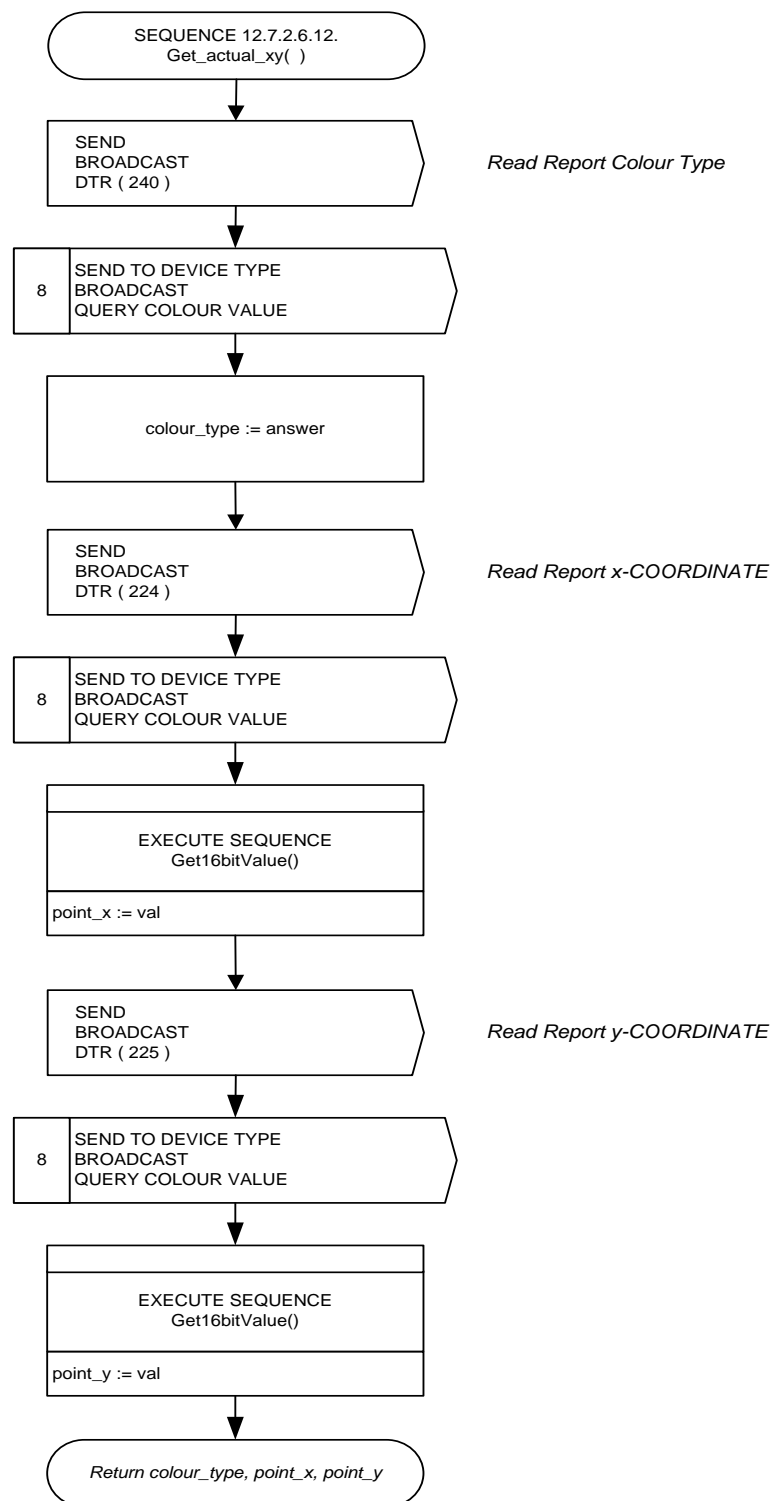 SEQUENCE 12.7.2.6.12.
Get_actual_xy( )
SEND
BROADCAST
DTR ( 240 )
Read Report Colour Type
8
SEND TO DEVICE TYPE
BROADCAST
QUERY COLOUR VALUE
colour_type := answer
SEND
BROADCAST
DTR ( 224 )
Read Report x-COORDINATE
8
SEND TO DEVICE TYPE
BROADCAST
QUERY COLOUR VALUE
EXECUTE SEQUENCE
Get16bitValue()
point_x := val
SEND
BROADCAST
DTR ( 225 )
Read Report y-COORDINATE
8
SEND TO DEVICE TYPE
BROADCAST
QUERY COLOUR VALUE
EXECUTE SEQUENCE
Get16bitValue()
point_y := val
Return colour_type, point_x, point_y